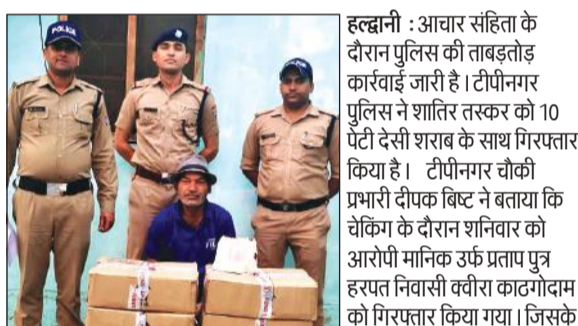 POLICE
हल्द्वानी : आचार संहिता के
दौरान पुलिस की ताबड़तोड़
कार्रवाई जारी है । टीपीनगर
पुलिस ने शातिर तस्कर को 10
पेटी देसी शराब के साथ गिरफ्तार
किया है । टीपीनगर चौकी
प्रभारी दीपक बिष्ट ने बताया कि
चेकिंग के दौरान शनिवार को
आरोपी मानिक उर्फ प्रताप पुत्र
हरपत निवासी क्वीरा काठगोदाम
को गिरफ्तार किया गया । जिसके